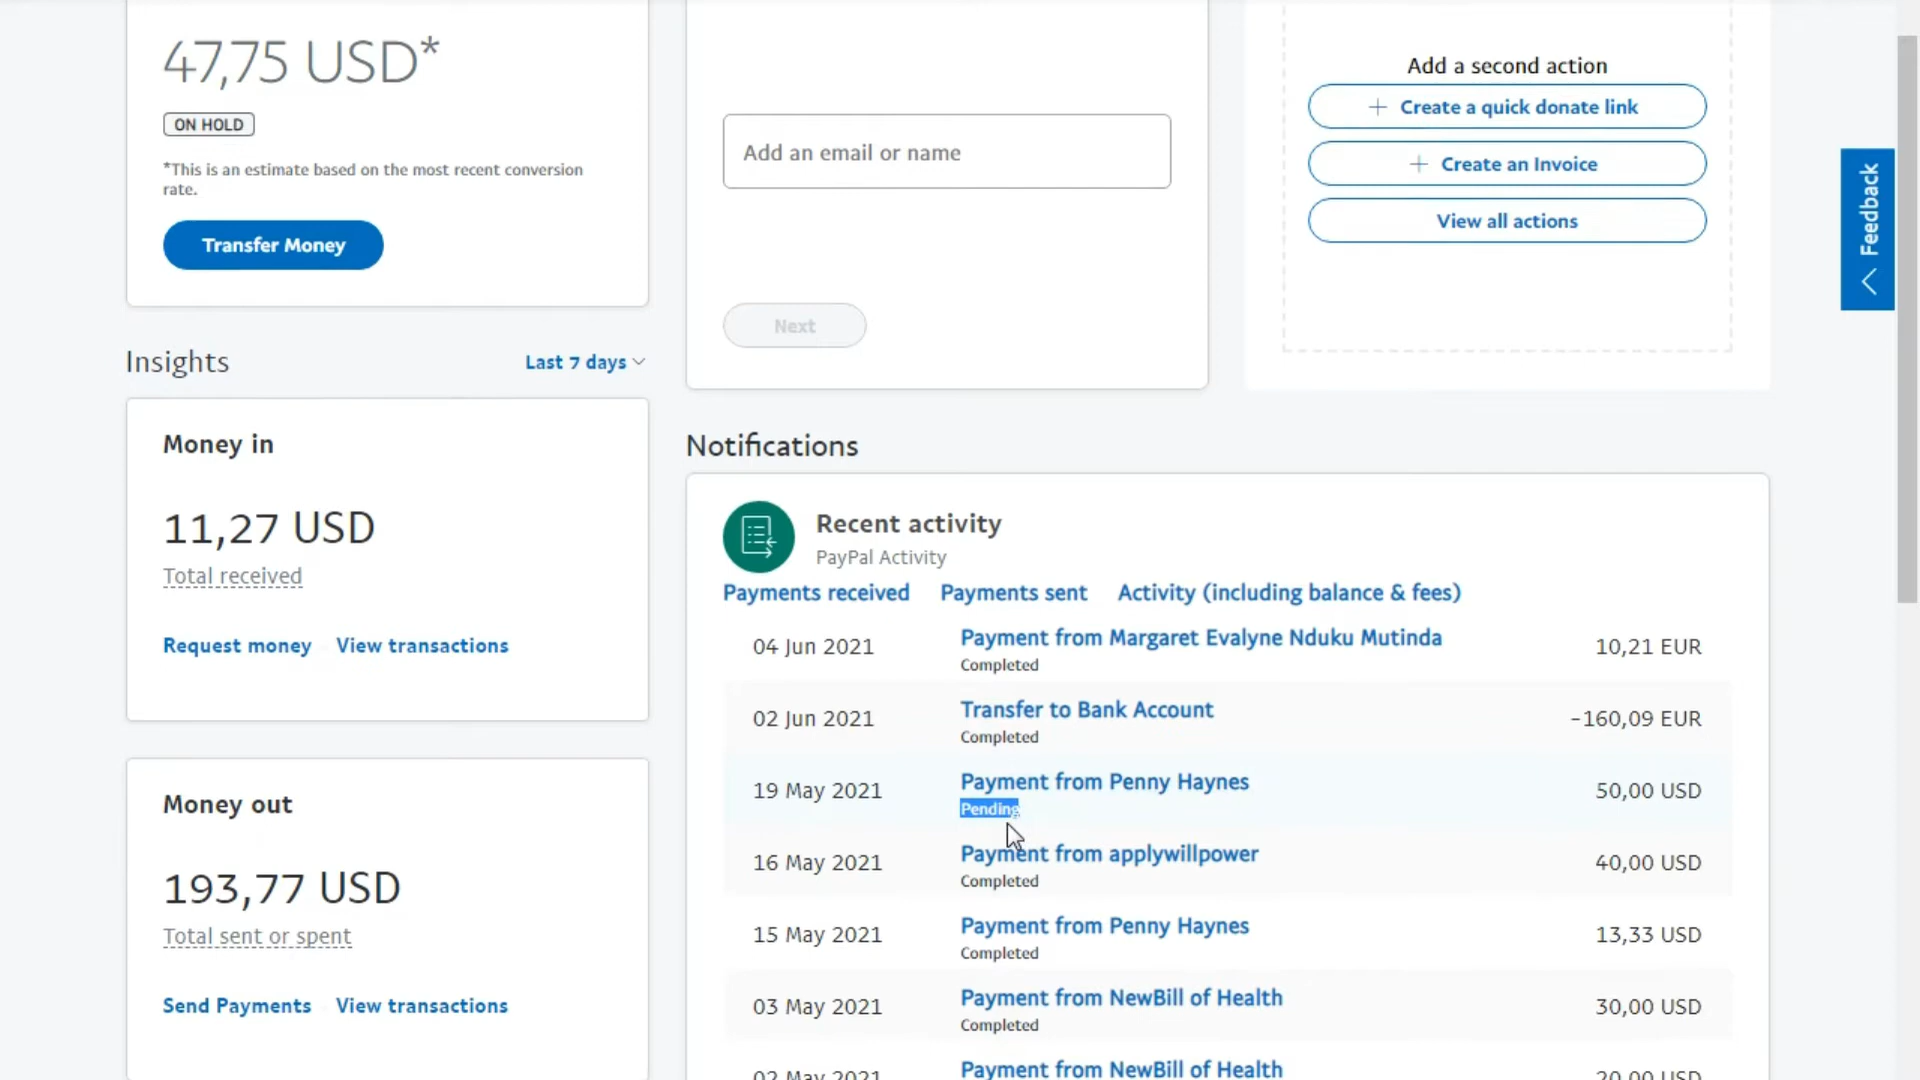 47,75 USD*
ON HOLD
*This is an estimate based on the most recent conversion
rate.
Transfer Money
Add an email or name
Next
Add a second action
+ Create a quick donate link
+ Create an Invoice
View all actions
Feedback
Insights
Last 7 days
Money in
11,27 USD
Total received
Request money
View transactions
Money out
193,77 USD
Total sent or spent
Send Payments
View transactions
Notifications
Recent activity
PayPal Activity
Payments received
Payments sent
Activity (including balance & fees)
04 Jun 2021
Payment from Margaret Evalyne Nduku Mutinda
Completed
10,21 EUR
02 Jun 2021
Transfer to Bank Account
Completed
-160,09 EUR
19 May 2021
Payment from Penny Haynes
Pending
50,00 USD
16 May 2021
Payment from applywillpower
Completed
40,00 USD
15 May 2021
Payment from Penny Haynes
Completed
13,33 USD
03 May 2021
Payment from NewBill of Health
Completed
30,00 USD
02 May 2021
Payment from NewBill of Health
20,00 USD